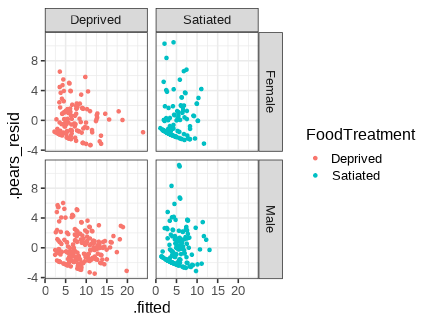 Deprived Satiated
8
4
0
-4
Female
FoodTreatment
Deprived
Satiated
.pears_resid
8
4
0
-4
Male
0 5 10 15 20 0 5 10 15 20
.fitted